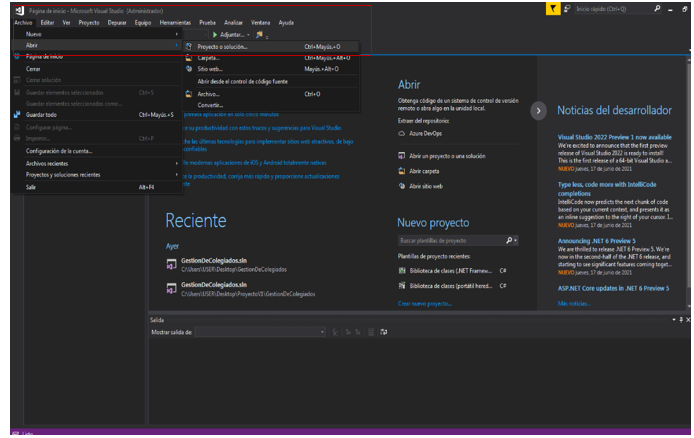 Página de inicio - Microsoft Visual Studio (Administrador)
Inicio rápido (Ctrl+Q)
Archivo Editar Ver Proyecto Depurar Equipo Herramientas Prueba Analizar Ventana Ayuda
Nuevo
Adjuntar...
Abrir
Proyecto o solución... Ctrl+Mayús.+O
Página de inicio
Carpeta... Ctrl+Mayús.+Alt+O
Cerrar
Sitio web... Mayús.+Alt+O
Cerrar solución
Abrir desde el control de código fuente
Guardar elementos seleccionados Ctrl+S
Archivo... Ctrl+O
Guardar elementos seleccionados como...
Convertir...
Guardar todo Ctrl+Mayús.+S
Configurar página...
Imprimir... Ctrl+P
Configuración de la cuenta...
Archivos recientes
Proyectos y soluciones recientes
Salir Alt+F4
primera aplicación en solo cinco minutos
su productividad con estos trucos y sugerencias para Visual Studio
las últimas tecnologías para implementar sitios web atractivos, de bajo
confiables
modernas aplicaciones de iOS y Android totalmente nativas
la productividad, corrija más rápido y proporcione actualizaciones
Reciente
Ayer
GestionDeColegiados.sln
C:\Users\USER\Desktop\GestionDeColegiados
GestionDeColegiados.sln
C:\Users\USER\Desktop\ProyectoV3\GestionDeColegiados
Abrir
Obtenga código de un sistema de control de versión
remoto o abra algo en la unidad local.
Extraer del repositorio:
Azure DevOps
Abrir un proyecto o una solución
Abrir carpeta
Abrir sitio web
Nuevo proyecto
Buscar plantillas de proyecto
Plantillas de proyecto recientes:
Biblioteca de clases (.NET Framew... C#
Biblioteca de clases (portátil hered... C#
Crear nuevo proyecto...
Noticias del desarrollador
Visual Studio 2022 Preview 1 now available
We're excited to announce that the first preview
release of Visual Studio 2022 is ready to install!
This is the first release of a 64-bit Visual Studio a...
NUEVO jueves, 17 de junio de 2021
Type less, code more with IntelliCode
completions
IntelliCode now predicts the next chunk of code
based on your current context, and presents it as
an inline suggestion to the right of your cursor. I...
NUEVO jueves, 17 de junio de 2021
Announcing .NET 6 Preview 5
We are thrilled to release .NET 6 Preview 5. We're
now in the second-half of the .NET 6 release, and
starting to see significant features coming toget...
NUEVO jueves, 17 de junio de 2021
ASP.NET Core updates in .NET 6 Preview 5
Más noticias...
Salida
Mostrar salida de:
Listo